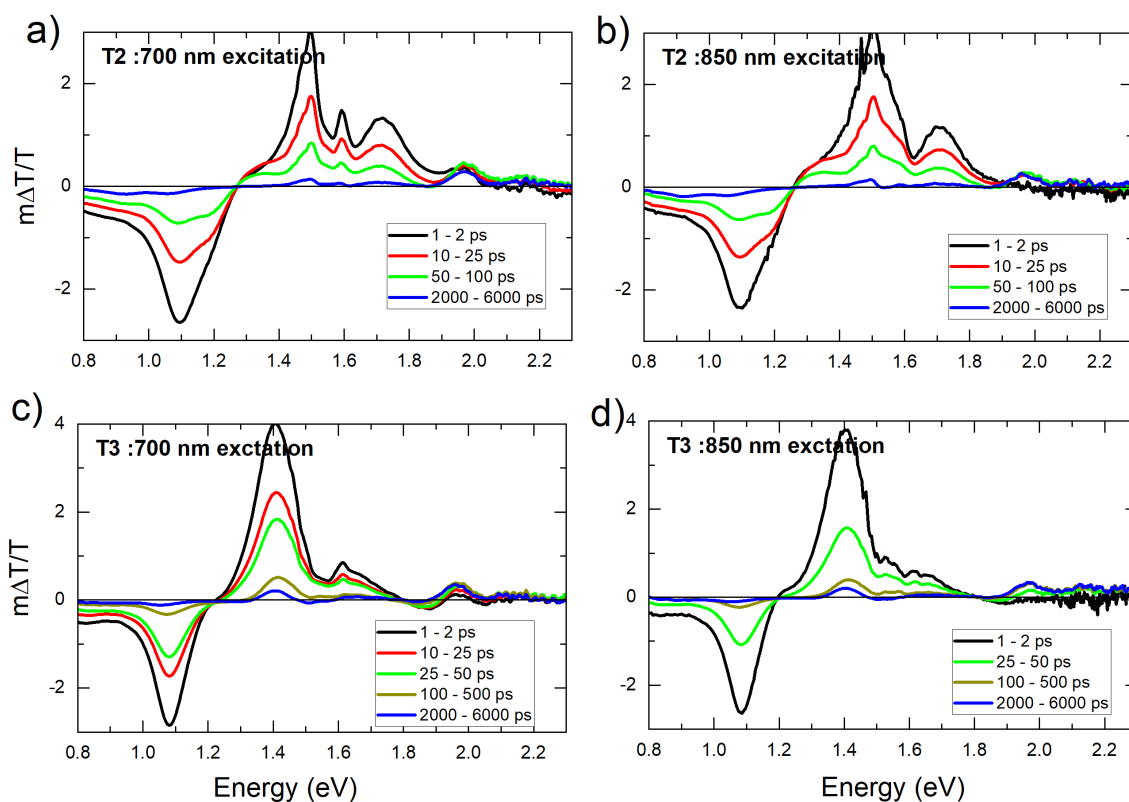 a)
T2 :700 nm excitation
2
0
-2
mΔT/T
1 - 2 ps
10 - 25 ps
50 - 100 ps
2000 - 6000 ps
0.8 1.0 1.2 1.4 1.6 1.8 2.0 2.2
b)
T2 :850 nm excitation
2
0
-2
1 - 2 ps
10 - 25 ps
50 - 100 ps
2000 - 6000 ps
0.8 1.0 1.2 1.4 1.6 1.8 2.0 2.2
c)
T3 :700 nm exctation
4
2
0
-2
mΔT/T
1 - 2 ps
10 - 25 ps
25 - 50 ps
100 - 500 ps
2000 - 6000 ps
0.8 1.0 1.2 1.4 1.6 1.8 2.0 2.2
Energy (eV)
d)
T3 :850 nm exctation
4
2
0
-2
1 - 2 ps
25 - 50 ps
100 - 500 ps
2000 - 6000 ps
0.8 1.0 1.2 1.4 1.6 1.8 2.0 2.2
Energy (eV)